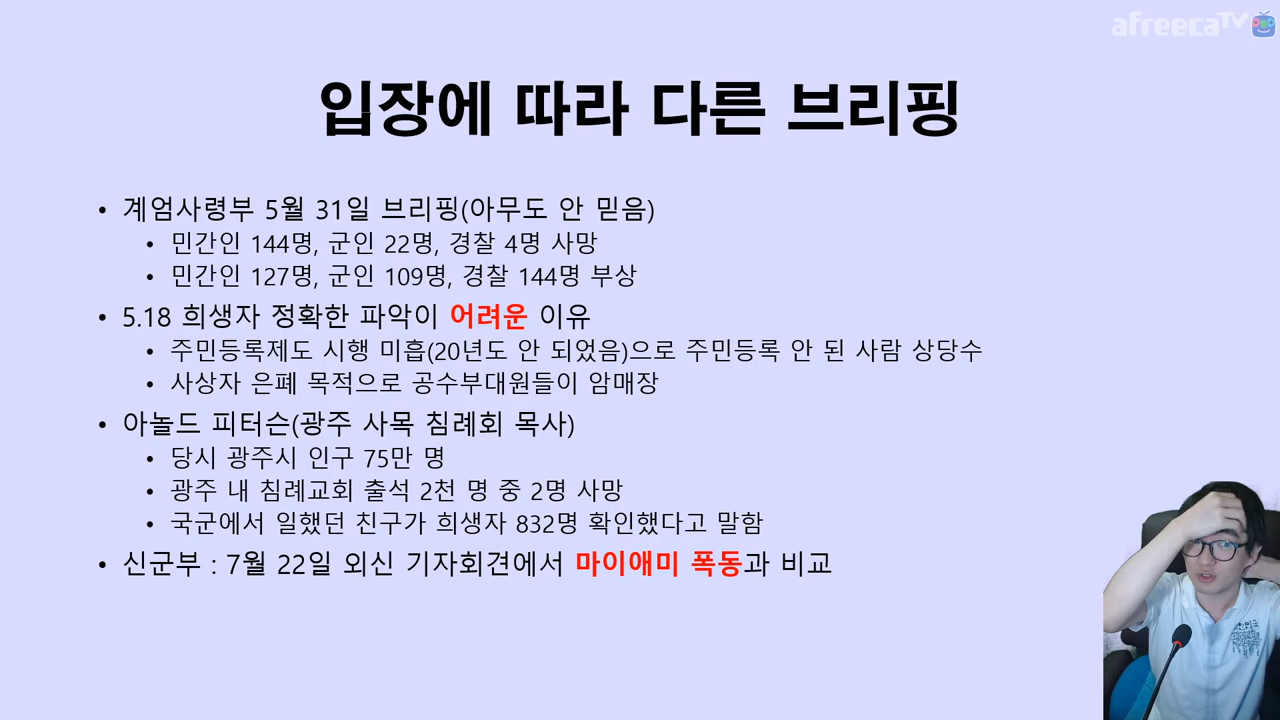 afreecaTV
입장에 따라 다른 브리핑
• 계엄사령부 5월 31일 브리핑(아무도 안 믿음)
• 민간인 144명, 군인 22명, 경찰 4명 사망
• 민간인 127명, 군인 109명, 경찰 144명 부상
• 5.18 희생자 정확한 파악이 어려운 이유
• 주민등록제도 시행 미흡(20년도 안 되었음)으로 주민등록 안 된 사람 상당수
• 사상자 은폐 목적으로 공수부대원들이 암매장
• 아놀드 피터슨(광주 사목 침례회 목사)
• 당시 광주시 인구 75만 명
• 광주 내 침례교회 출석 2천 명 중 2명 사망
• 국군에서 일했던 친구가 희생자 832명 확인했다고 말함
• 신군부 : 7월 22일 외신 기자회견에서 마이애미 폭동과 비교